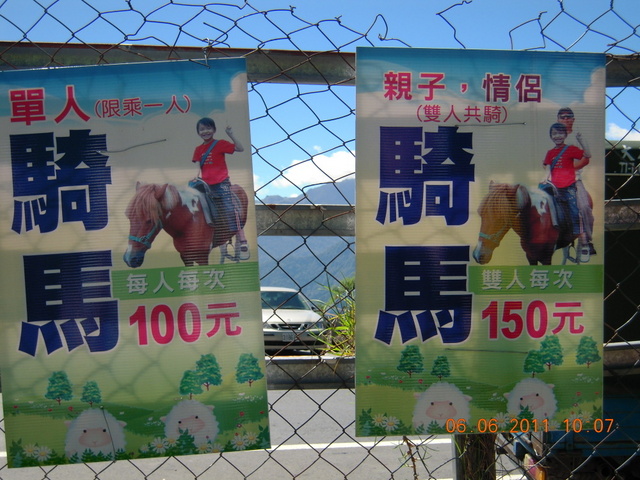 單人(限乘一人)
騎
馬
每人每次
100元
親子，情侶
(雙人共騎)
騎
馬
雙人每次
150元
06.06.2011 10:07